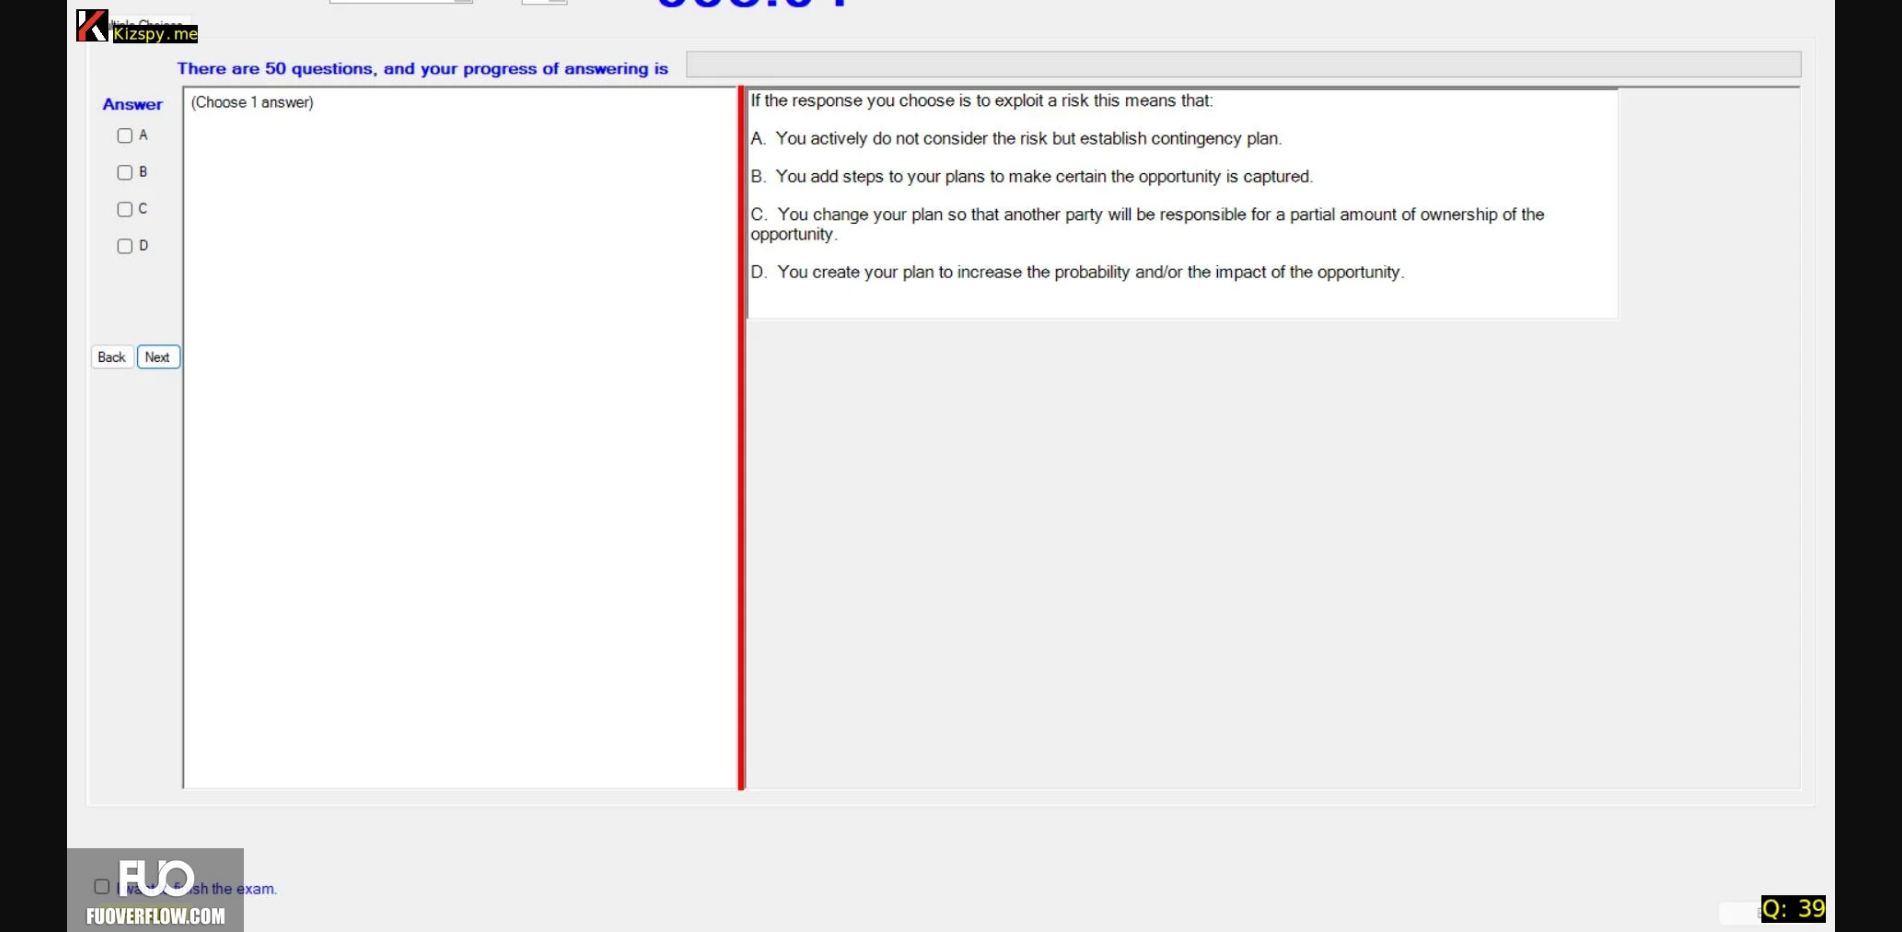 Kizspy.me
There are 50 questions, and your progress of answering is
Answer
(Choose 1 answer)
A
B
C
D
Back
Next
If the response you choose is to exploit a risk this means that:
A. You actively do not consider the risk but establish contingency plan.
B. You add steps to your plans to make certain the opportunity is captured.
C. You change your plan so that another party will be responsible for a partial amount of ownership of the
opportunity.
D. You create your plan to increase the probability and/or the impact of the opportunity.
FUO
the exam.
FUOVERFLOW.COM
Q: 39